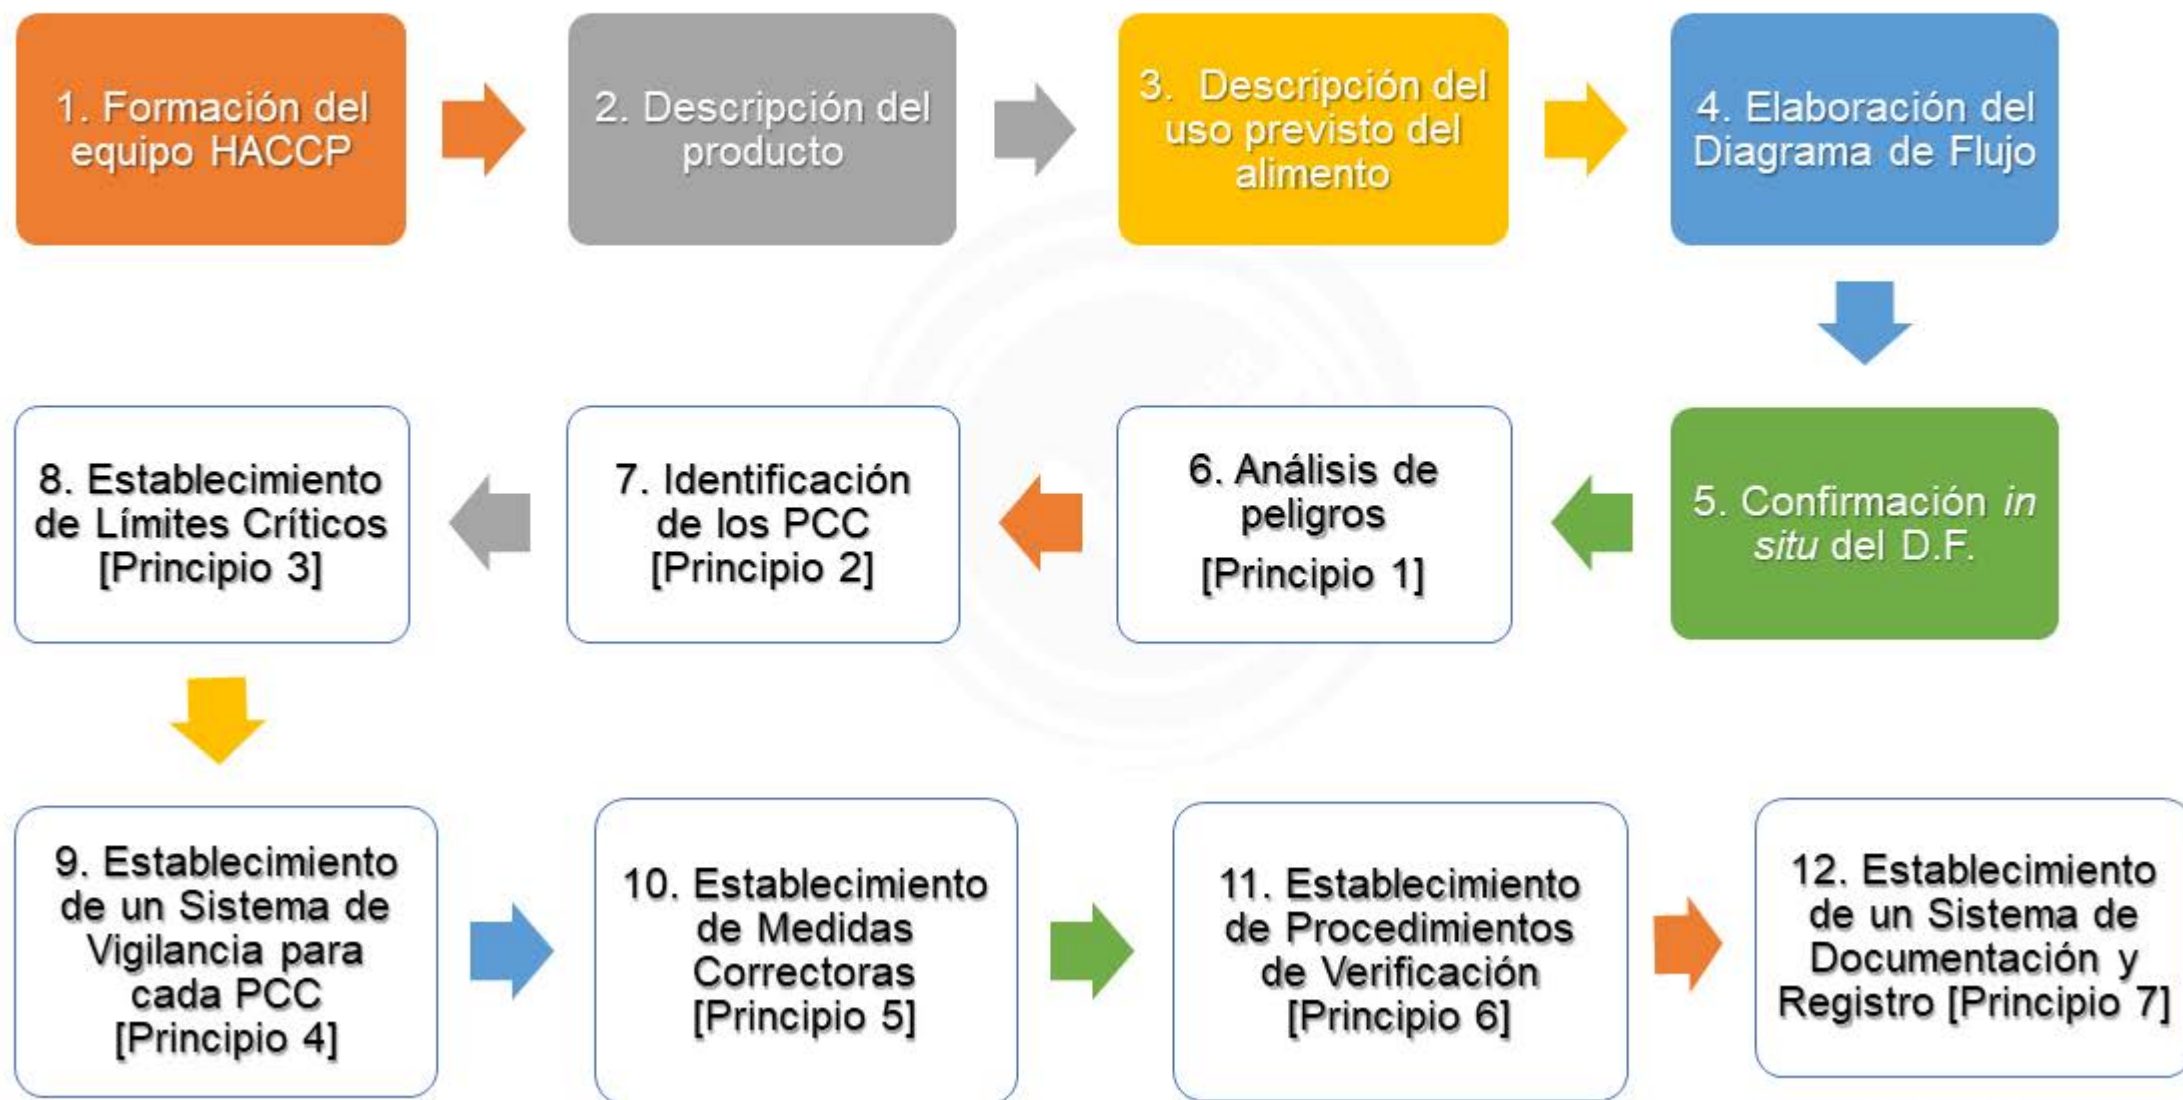 1. Formación del
equipo HACCP
2. Descripción del
producto
3. Descripción del
uso previsto del
alimento
4. Elaboración del
Diagrama de Flujo
5. Confirmación in
situ del D.F.
6. Análisis de
peligros
[Principio 1]
7. Identificación
de los PCC
[Principio 2]
8. Establecimiento
de Límites Críticos
[Principio 3]
9. Establecimiento
de un Sistema de
Vigilancia para
cada PCC
[Principio 4]
10. Establecimiento
de Medidas
Correctoras
[Principio 5]
11. Establecimiento
de Procedimientos
de Verificación
[Principio 6]
12. Establecimiento
de un Sistema de
Documentación y
Registro [Principio 7]